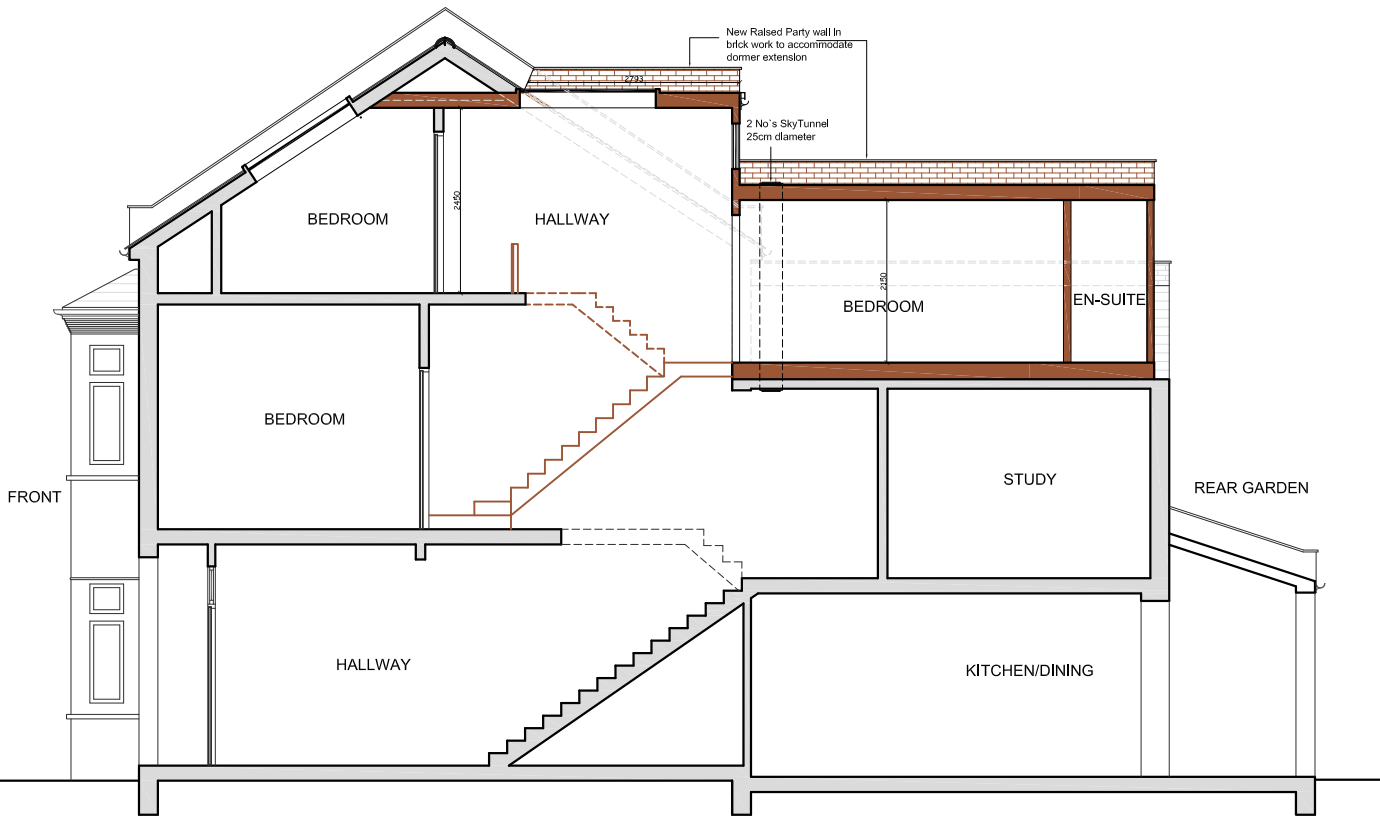 New Raised Party wall in
brick work to accommodate
dormer extension
2793
2 No`s SkyTunnel
25cm diameter
BEDROOM
2450
HALLWAY
2150
BEDROOM
EN-SUITE
BEDROOM
FRONT
STUDY
REAR GARDEN
HALLWAY
KITCHEN/DINING